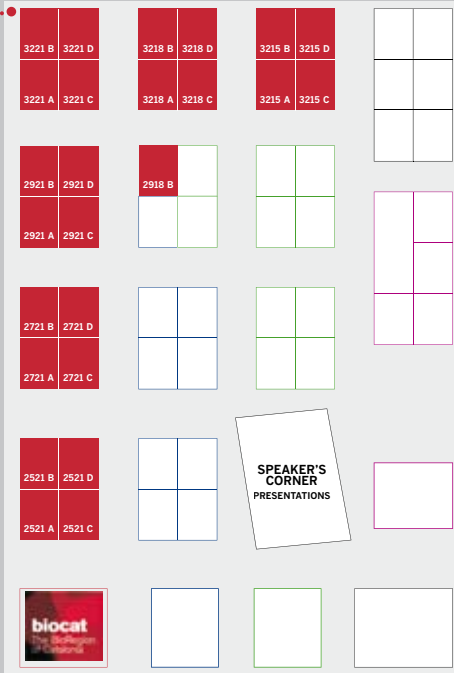 3221 B 3221 D
3221 A 3221 C
3218 B 3218 D
3218 A 3218 C
3215 B 3215 D
3215 A 3215 C
2921 B 2921 D
2921 A 2921 C
2918 B
2721 B 2721 D
2721 A 2721 C
2521 B 2521 D
2521 A 2521 C
SPEAKER'S
CORNER
PRESENTATIONS
biocat
The BioRegion
of Catalonia